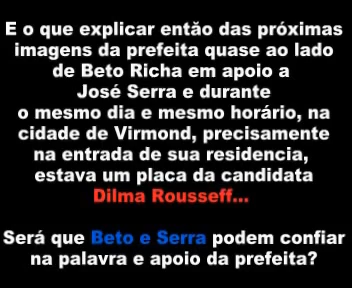 E o que explicar então das próximas
imagens da prefeita quase ao lado
de Beto Richa em apoio a
José Serra e durante
o mesmo dia e mesmo horário, na
cidade de Virmond, precisamente
na entrada de sua residencia,
estava um placa da candidata
Dilma Rousseff...
Será que Beto e Serra podem confiar
na palavra e apoio da prefeita?